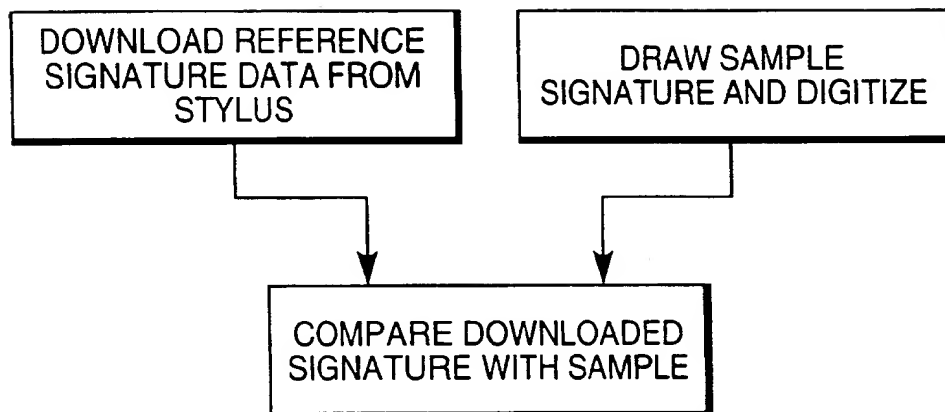 DOWNLOAD REFERENCE
SIGNATURE DATA FROM
STYLUS
DRAW SAMPLE
SIGNATURE AND DIGITIZE
COMPARE DOWNLOADED
SIGNATURE WITH SAMPLE